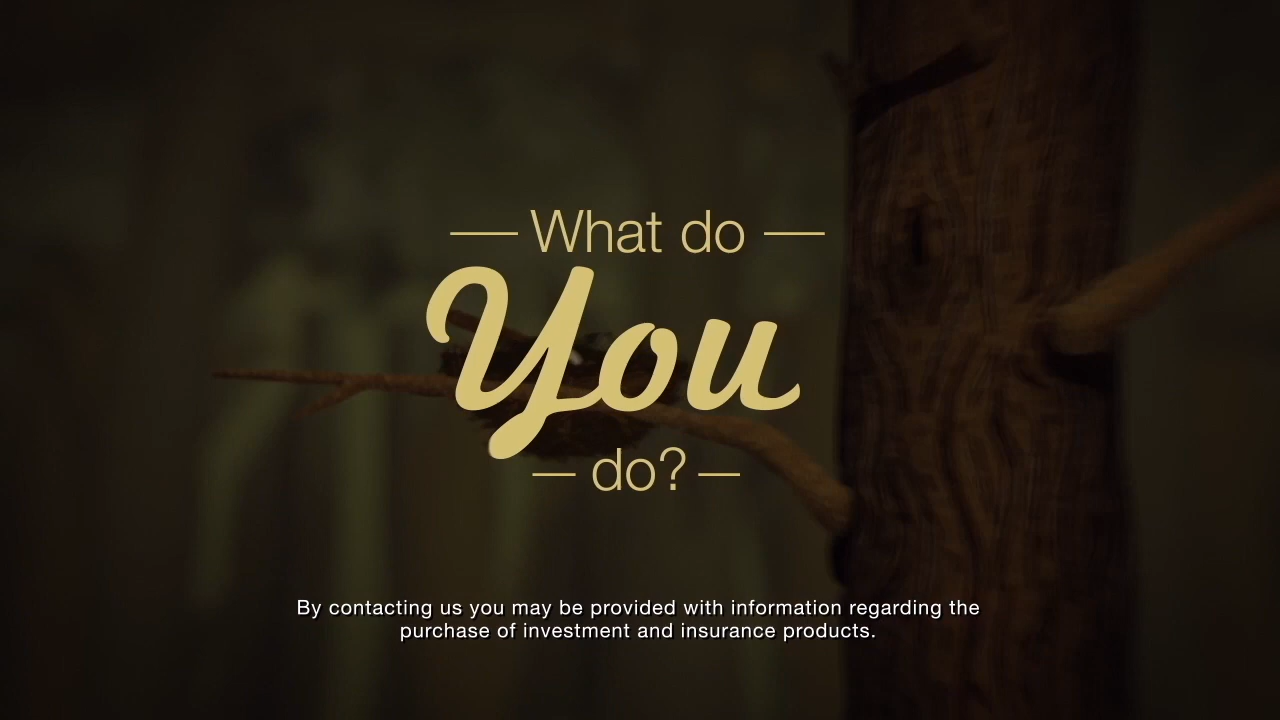 What do
You
do?
By contacting us you may be provided with information regarding the
purchase of investment and insurance products.